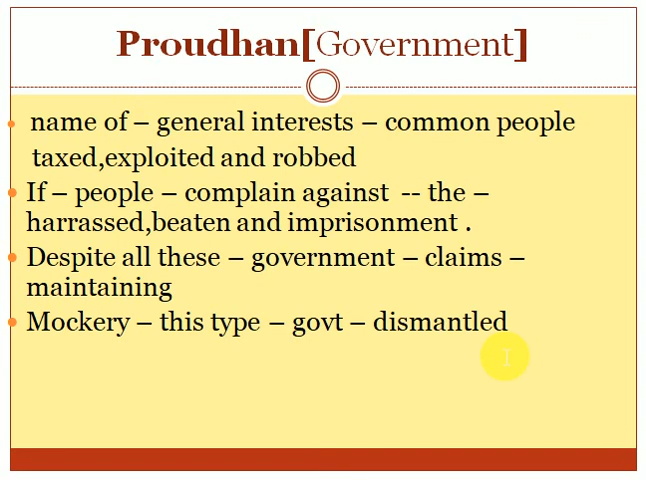 Proudhan[Government]
name of – general interests – common people
taxed,exploited and robbed
If – people – complain against -- the –
harrassed,beaten and imprisonment .
Despite all these – government – claims –
maintaining
Mockery – this type – govt – dismantled